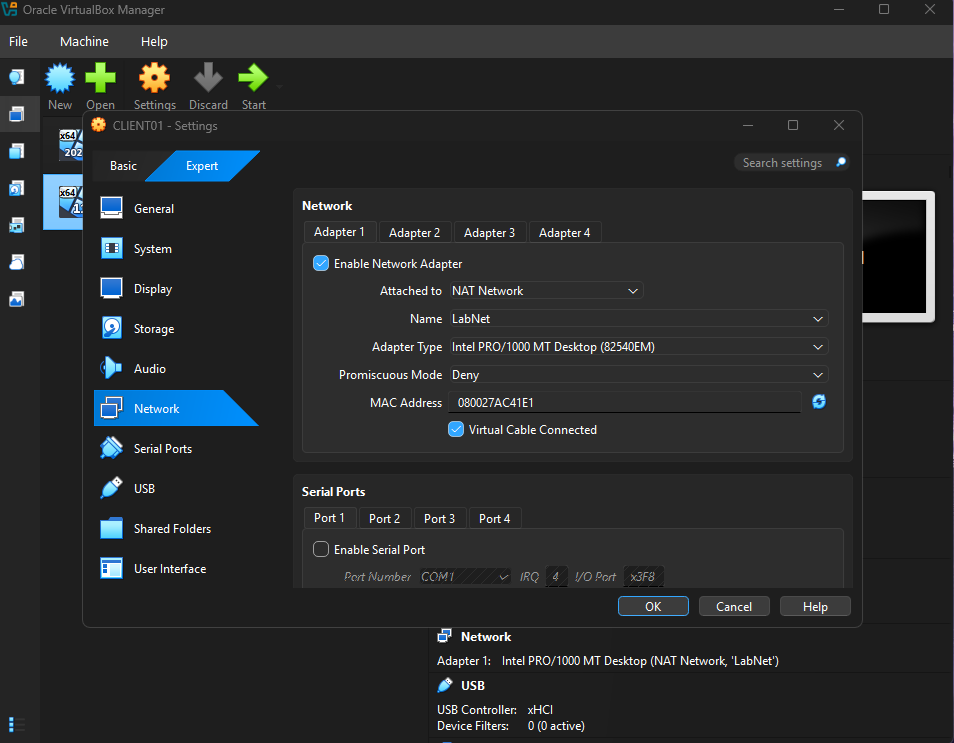 Oracle VirtualBox Manager
File Machine Help
New Open Settings Discard Start
x64
202
x64
1
CLIENT01 - Settings
Basic Expert
Search settings
General
System
Display
Storage
Audio
Network
Serial Ports
USB
Shared Folders
User Interface
Network
Adapter 1 Adapter 2 Adapter 3 Adapter 4
Enable Network Adapter
Attached to NAT Network
Name LabNet
Adapter Type Intel PRO/1000 MT Desktop (82540EM)
Promiscuous Mode Deny
MAC Address 080027AC41E1
Virtual Cable Connected
Serial Ports
Port 1 Port 2 Port 3 Port 4
Enable Serial Port
Port Number COM1 IRQ 4 I/O Port x3F8
OK Cancel Help
Network
Adapter 1: Intel PRO/1000 MT Desktop (NAT Network, 'LabNet')
USB
USB Controller: xHCI
Device Filters: 0 (0 active)